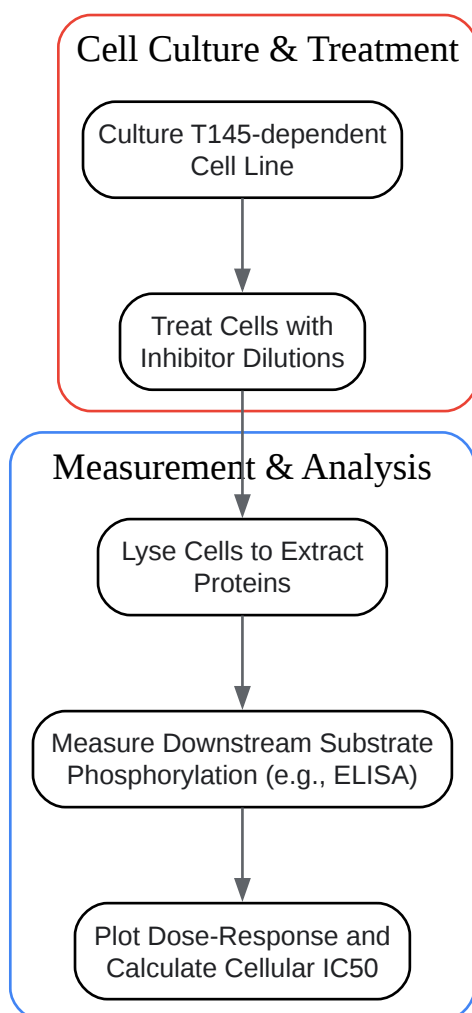 Cell Culture & Treatment
Culture T145-dependent
Cell Line
Treat Cells with
Inhibitor Dilutions
Measurement & Analysis
Lyse Cells to Extract
Proteins
Measure Downstream Substrate
Phosphorylation (e.g., ELISA)
Plot Dose-Response and
Calculate Cellular IC50